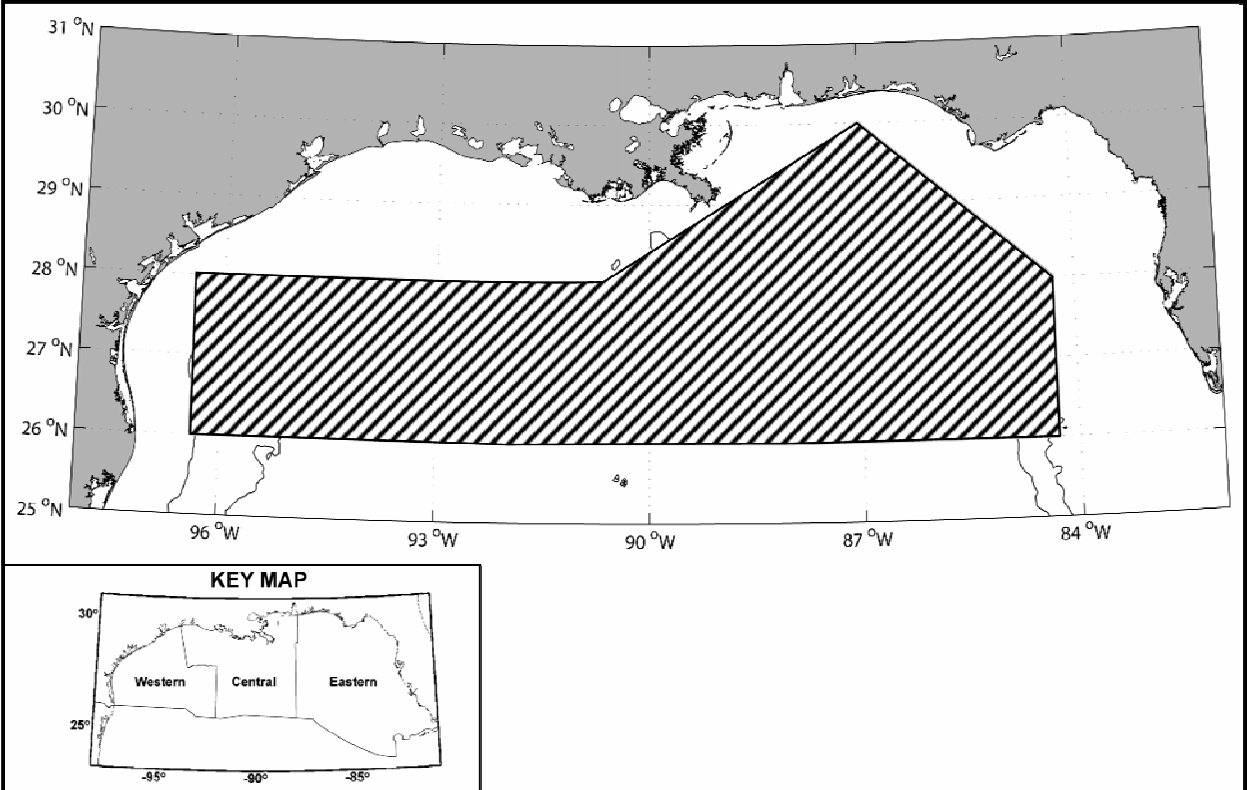 31 °N
30 °N
29 °N
28 °N
27 °N
26 °N
25 °N
96 °W 93 °W 90 °W 87 °W 84 °W
KEY MAP
30°
Western Central Eastern
25°
-95° -90° -85°